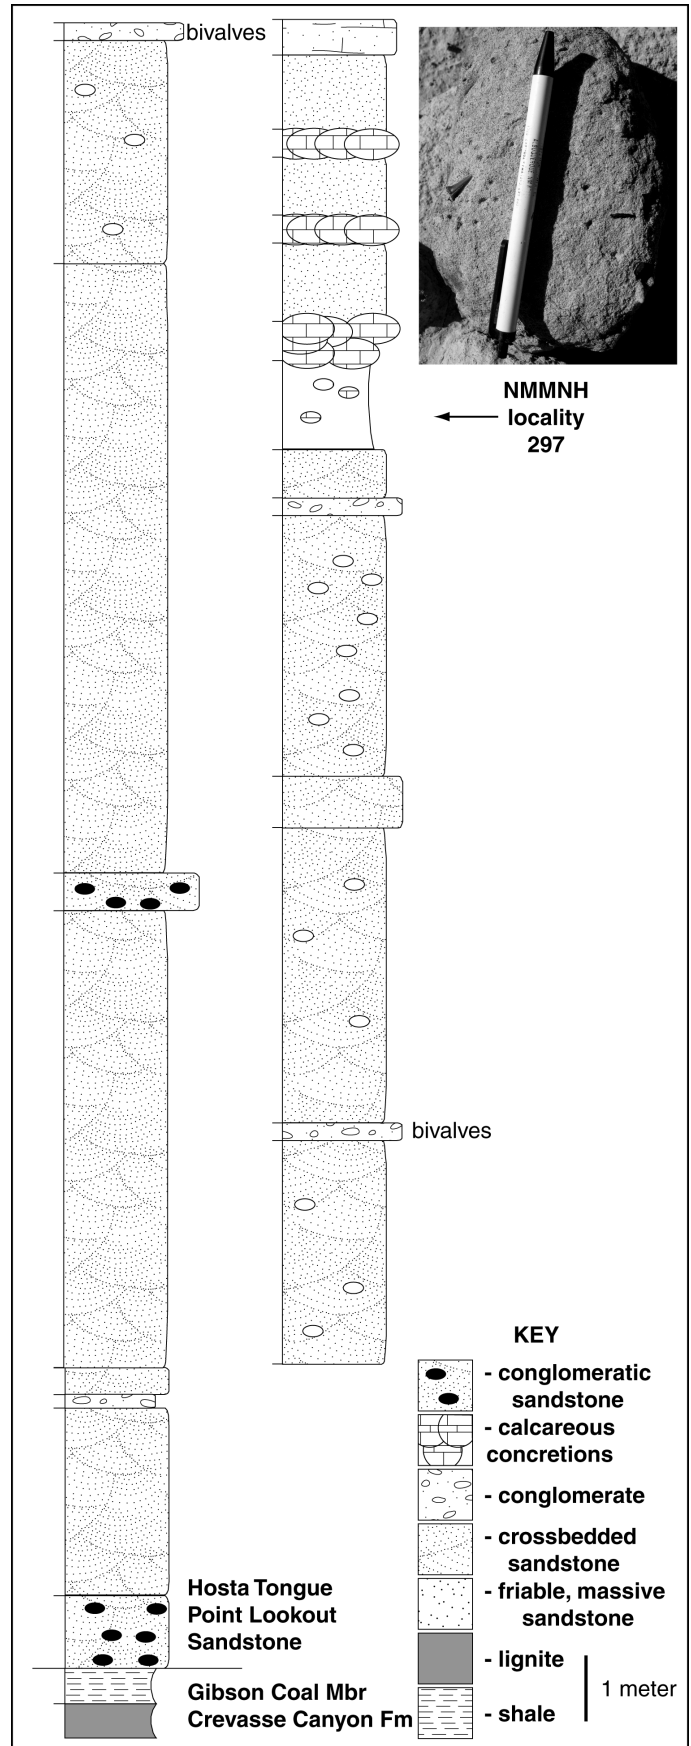 bivalves
NMMNH
locality
297
bivalves
KEY
- conglomeratic
sandstone
- calcareous
concretions
- conglomerate
- crossbedded
sandstone
- friable, massive
sandstone
- lignite
- shale
1 meter
Hosta Tongue
Point Lookout
Sandstone
Gibson Coal Mbr
Crevasse Canyon Fm